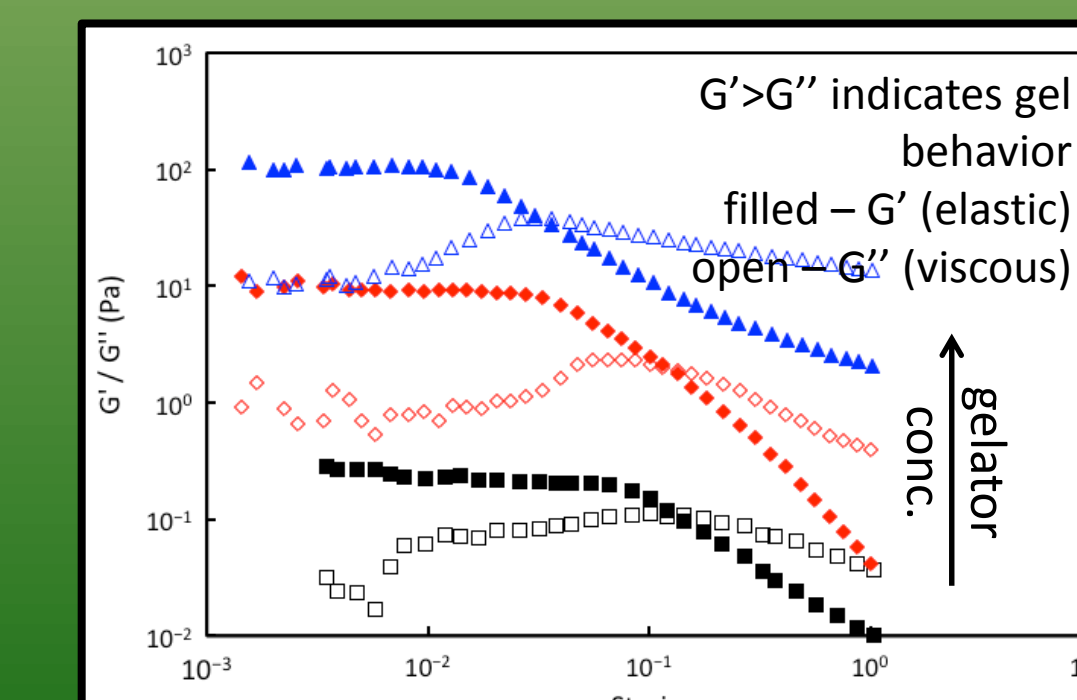 10³
G'>G'' indicates gel
behavior
10²
filled – G' (elastic)
open – G'' (viscous)
10¹
G' / G'' (Pa)
10⁰
gelator
conc.
10⁻¹
10⁻²
10⁻³ 10⁻² 10⁻¹ 10⁰